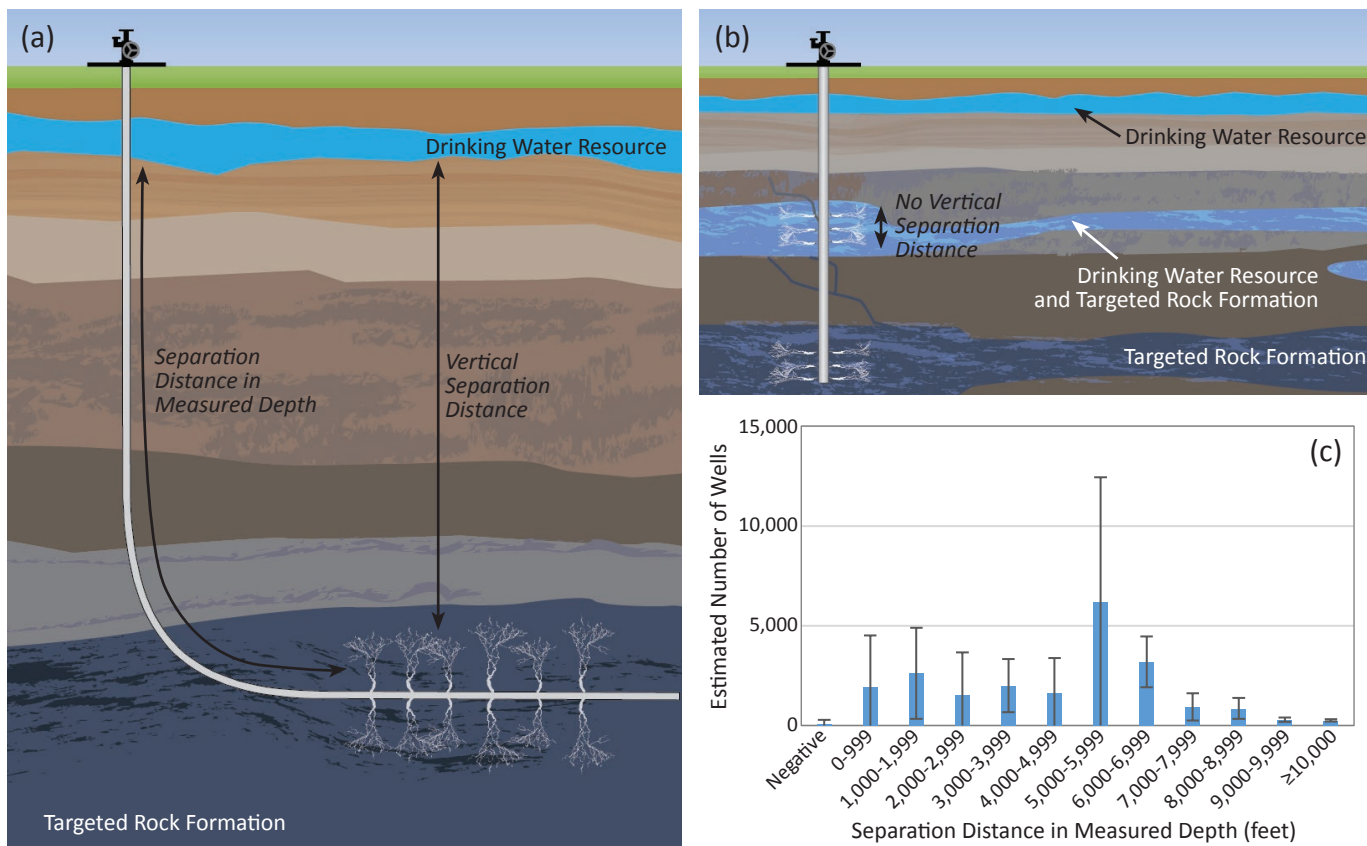 (a)
Drinking Water Resource
Separation
Distance in
Measured Depth
Vertical
Separation
Distance
Targeted Rock Formation
(b)
Drinking Water Resource
No Vertical
Separation
Distance
Drinking Water Resource
and Targeted Rock Formation
Targeted Rock Formation
(c)
Estimated Number of Wells
15,000
10,000
5,000
0
Negative
0-999
1,000-1,999
2,000-2,999
3,000-3,999
4,000-4,999
5,000-5,999
6,000-6,999
7,000-7,999
8,000-8,999
9,000-9,999
≥10,000
Separation Distance in Measured Depth (feet)